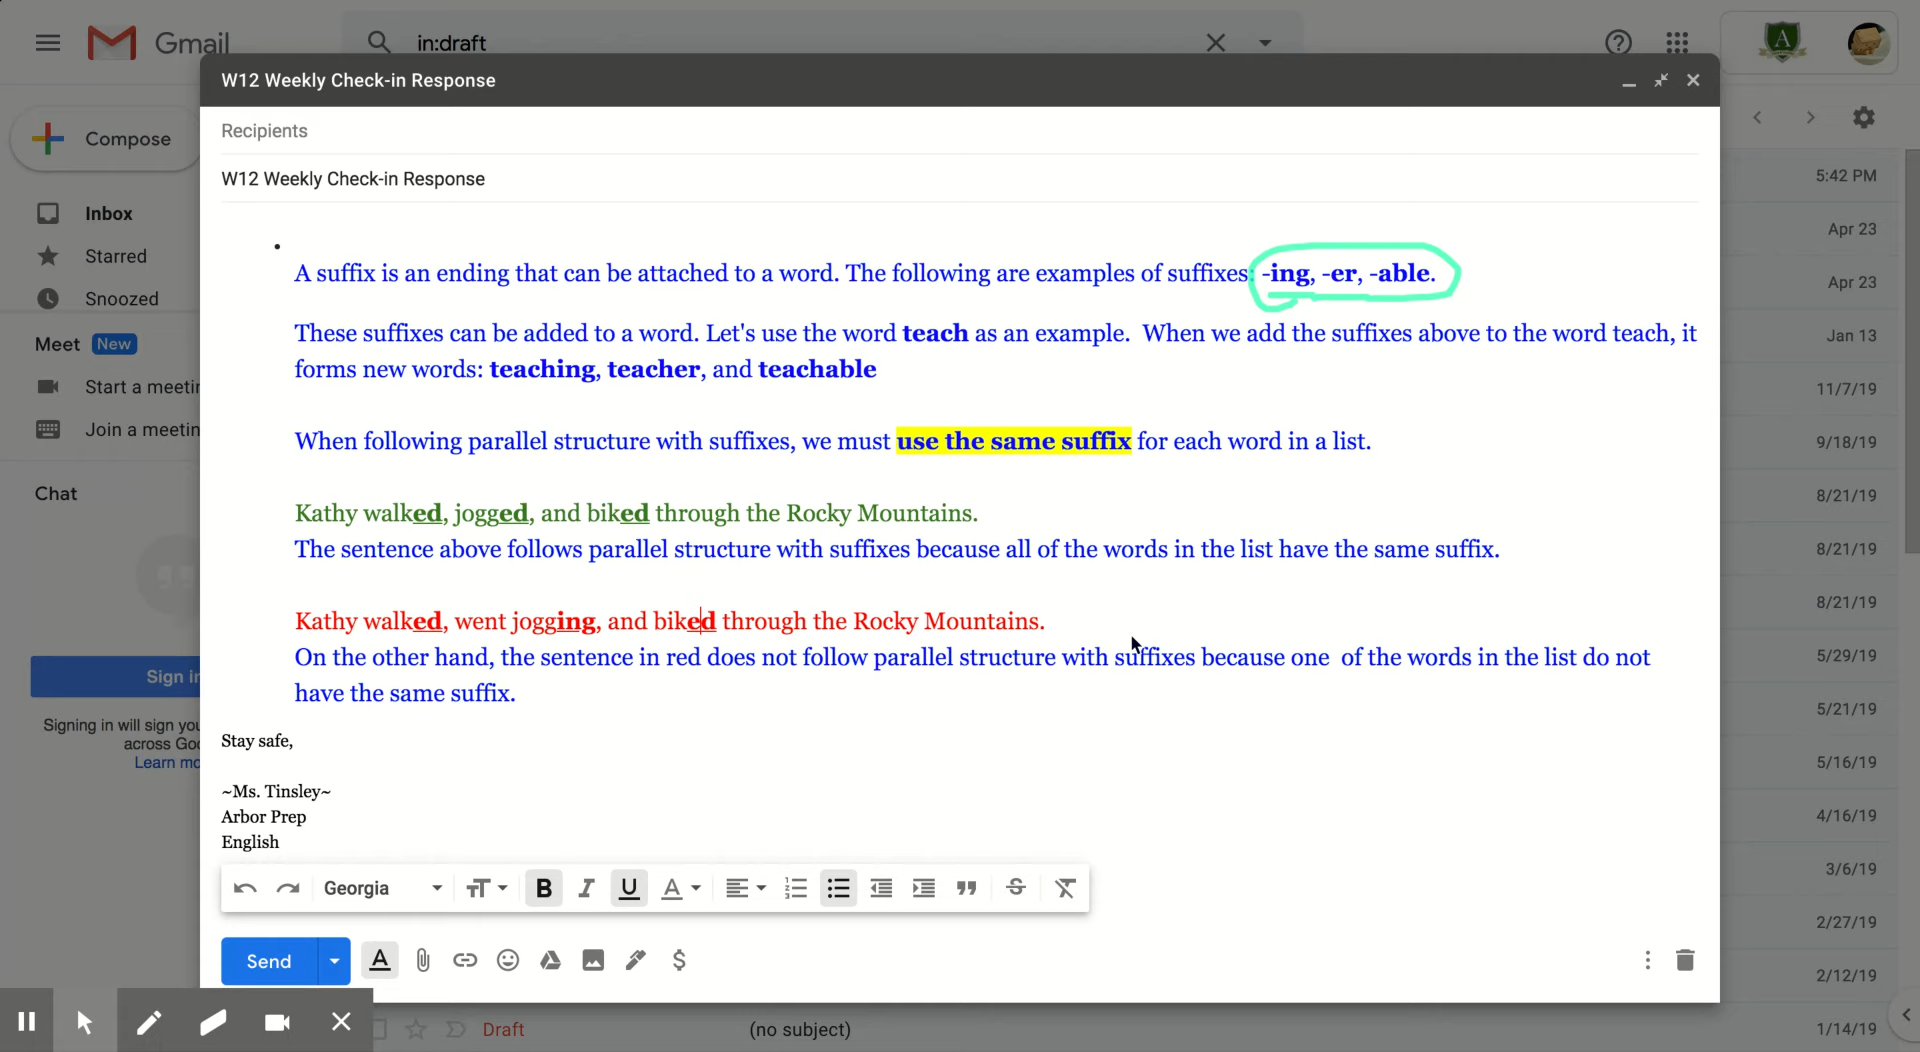 Gmail
in:draft
A
W12 Weekly Check-in Response
Compose
Recipients
W12 Weekly Check-in Response
Inbox
Starred
Snoozed
Meet New
Start a meetin
Join a meetin
Chat
Sign in
Signing in will sign you
across Goo
Learn mo
A suffix is an ending that can be attached to a word. The following are examples of suffixes: -ing, -er, -able.
These suffixes can be added to a word. Let's use the word teach as an example.  When we add the suffixes above to the word teach, it
forms new words: teaching, teacher, and teachable
When following parallel structure with suffixes, we must use the same suffix for each word in a list.
Kathy walked, jogged, and biked through the Rocky Mountains.
The sentence above follows parallel structure with suffixes because all of the words in the list have the same suffix.
Kathy walked, went jogging, and biked through the Rocky Mountains.
On the other hand, the sentence in red does not follow parallel structure with suffixes because one  of the words in the list do not
have the same suffix.
Stay safe,
~Ms. Tinsley~
Arbor Prep
English
Georgia
Send
Draft (no subject)
5:42 PM
Apr 23
Apr 23
Jan 13
11/7/19
9/18/19
8/21/19
8/21/19
8/21/19
5/29/19
5/21/19
5/16/19
4/16/19
3/6/19
2/27/19
2/12/19
1/14/19